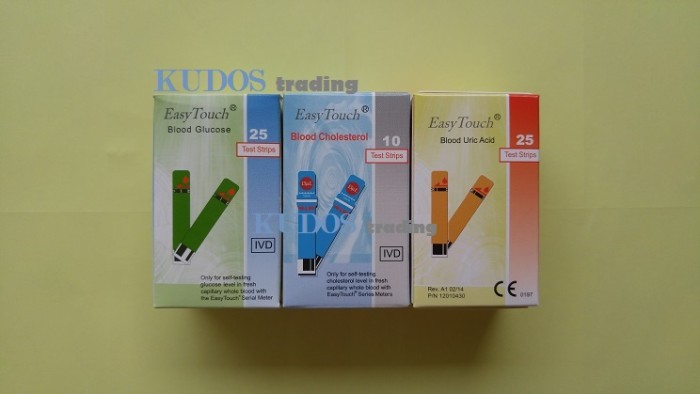 KUDOS trading
EasyTouch®
Blood Glucose
25
Test Strips
IVD
Only for self-testing
glucose level in fresh
capillary whole blood with
the EasyTouch® Serial Meter
EasyTouch®
Blood Cholesterol
10
Test Strips
IVD
Only for self-testing
cholesterol level in fresh
capillary whole blood with
EasyTouch® Series Meters
EasyTouch®
Blood Uric Acid
25
Test Strips
Rev. A1 02/14
P/N 12010430
CE 0197
KUDOS trading